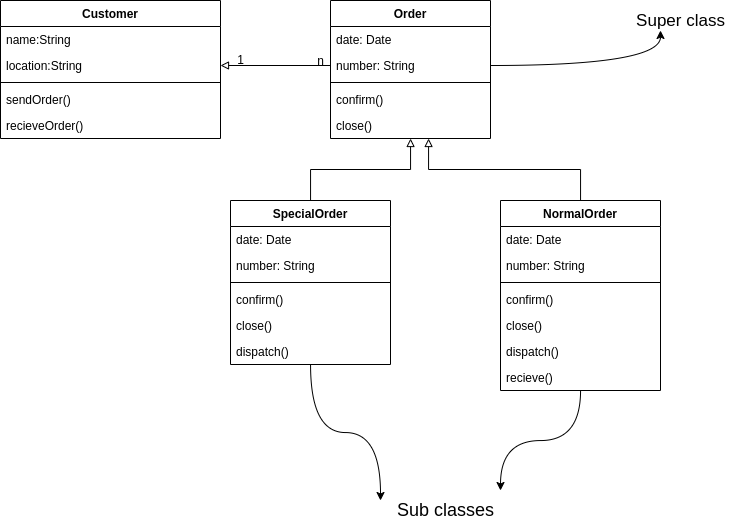 Customer
name:String
location:String
sendOrder()
recieveOrder()
1
n
Order
date: Date
number: String
confirm()
close()
Super class
SpecialOrder
date: Date
number: String
confirm()
close()
dispatch()
NormalOrder
date: Date
number: String
confirm()
close()
dispatch()
recieve()
Sub classes